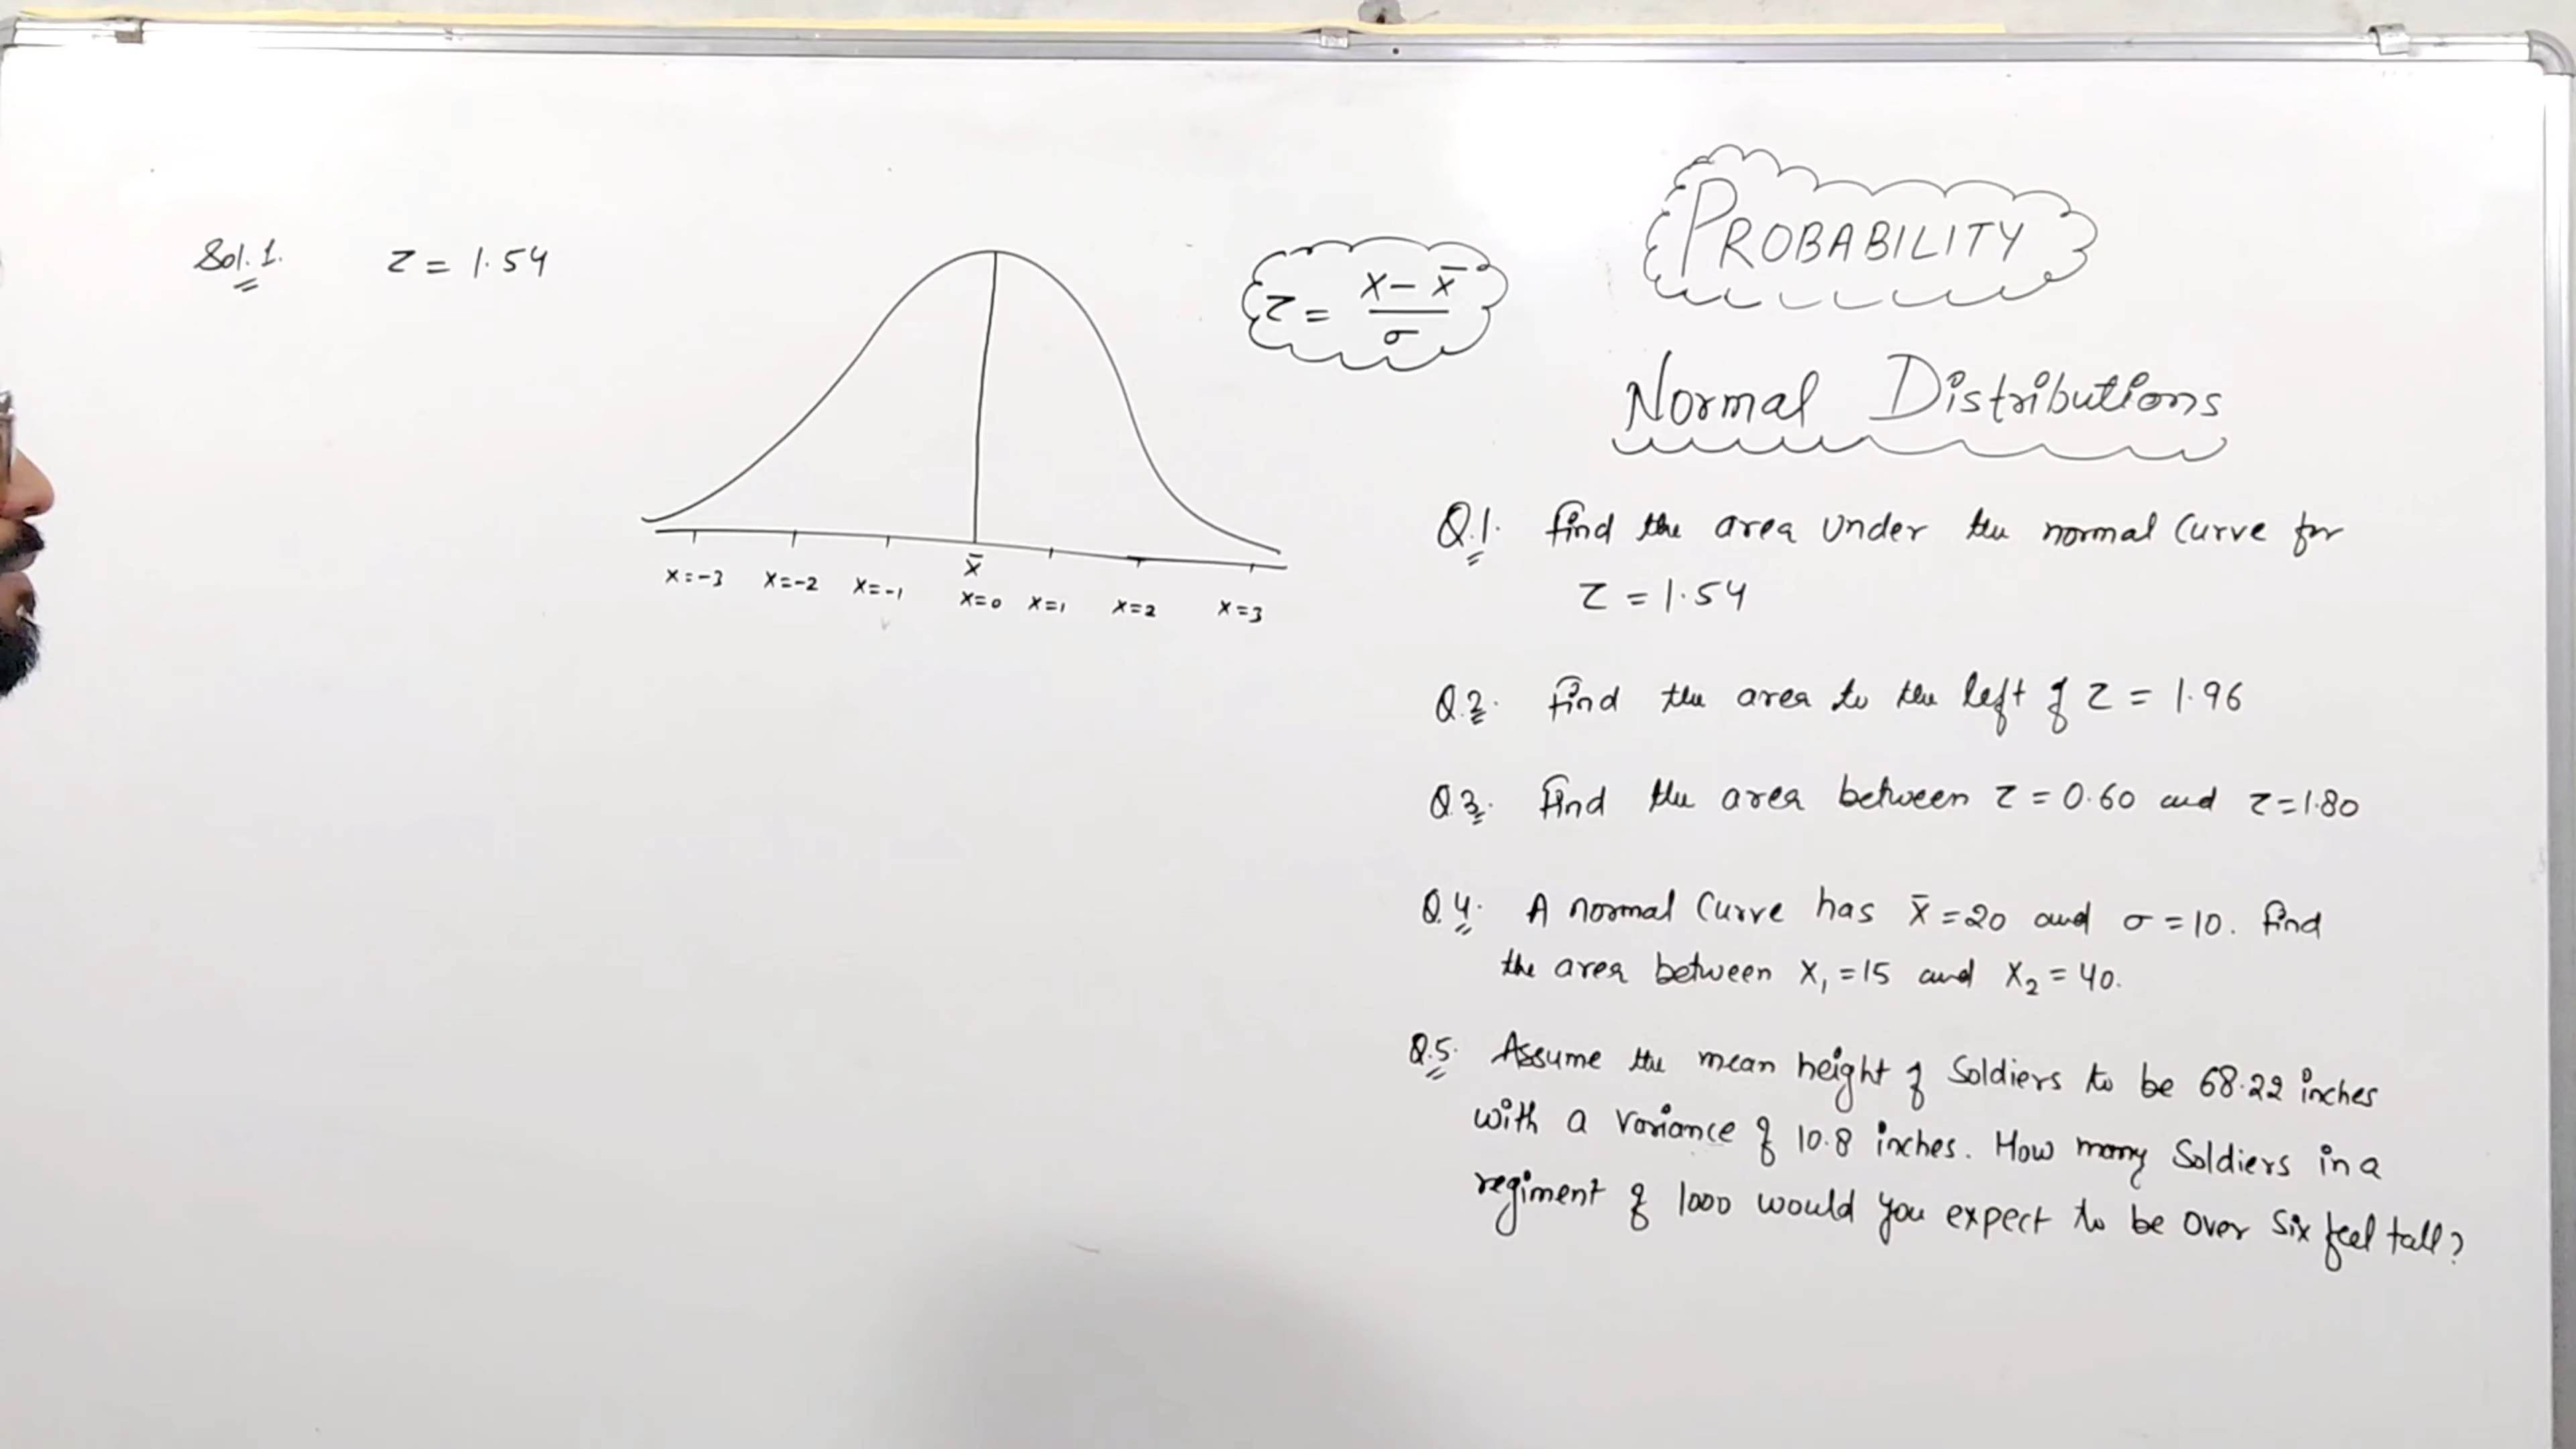 PROBABILITY
Normal Distributions
Sol. 1. z = 1.54
z = x - x̄ / σ
x̄
x=-3 x=-2 x=-1 x=0 x=1 x=2 x=3
Q.1. Find the area under the normal Curve for
z = 1.54
Q.2. Find the area to the left of z = 1.96
Q.3. Find the area between z = 0.60 and z = 1.80
Q.4. A normal Curve has x̄ = 20 and σ = 10. Find
the area between x₁ = 15 and x₂ = 40.
Q.5. Assume the mean height of Soldiers to be 68.22 inches
with a variance of 10.8 inches. How many Soldiers in a
regiment of 1000 would you expect to be over six feel tall?